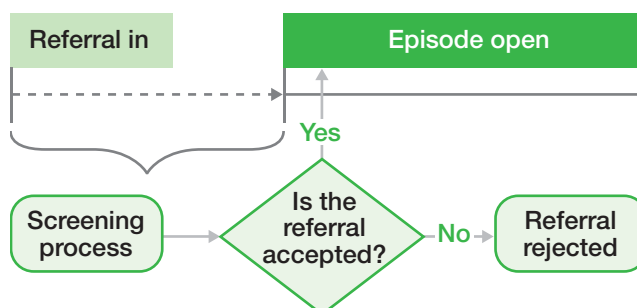 Referral in
Episode open
Yes
Screening
process
Is the
referral
accepted?
No
Referral
rejected